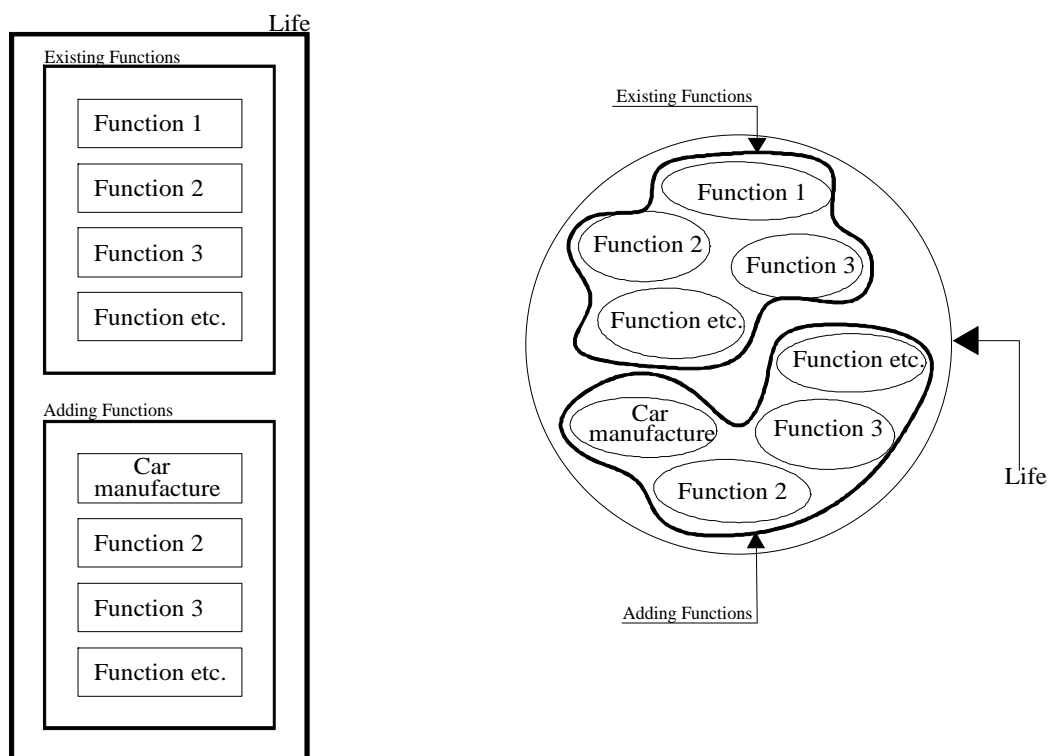 Life
Existing Functions
Function 1
Function 2
Function 3
Function etc.
Adding Functions
Car
manufacture
Function 2
Function 3
Function etc.
Existing Functions
Function 1
Function 2
Function 3
Function etc.
Function etc.
Car
manufacture
Function 3
Function 2
Life
Adding Functions